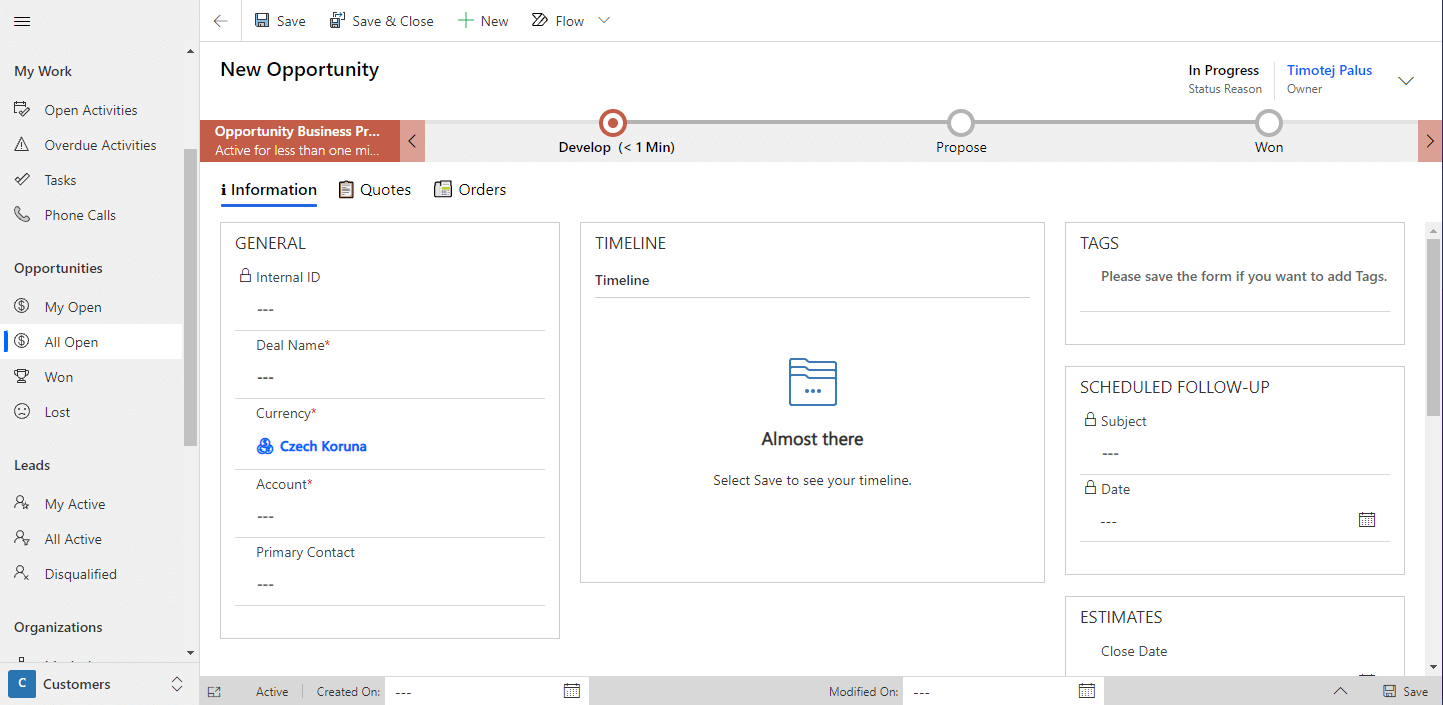 Save
Save & Close
New
Flow
My Work
Open Activities
Overdue Activities
Tasks
Phone Calls
Opportunities
My Open
All Open
Won
Lost
Leads
My Active
All Active
Disqualified
Organizations
C
Customers
New Opportunity
In Progress
Status Reason
Timotej Palus
Owner
Opportunity Business Pr...
Active for less than one mi...
Develop (< 1 Min)
Propose
Won
Information
Quotes
Orders
GENERAL
Internal ID
---
Deal Name*
---
Currency*
Czech Koruna
Account*
---
Primary Contact
---
TIMELINE
Timeline
Almost there
Select Save to see your timeline.
TAGS
Please save the form if you want to add Tags.
SCHEDULED FOLLOW-UP
Subject
---
Date
---
ESTIMATES
Close Date
Active
Created On:
---
Modified On:
---
Save